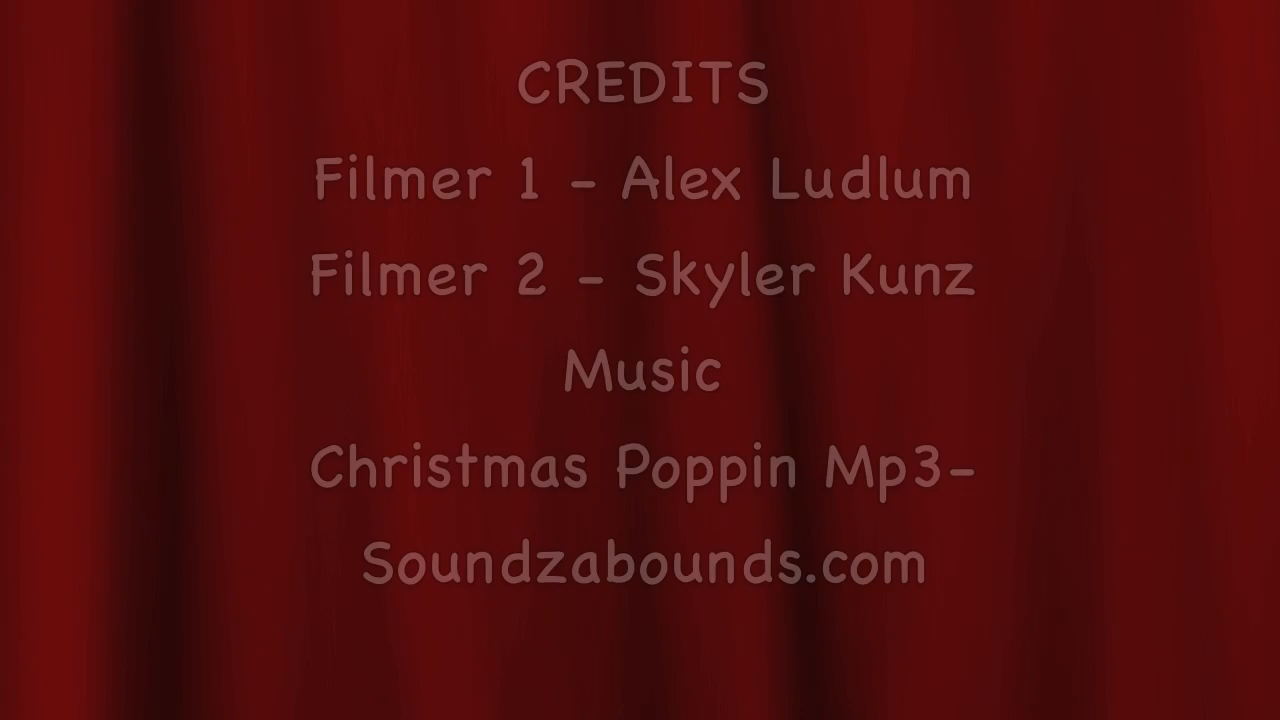 CREDITS
Filmer 1 - Alex Ludlum
Filmer 2 - Skyler Kunz
Music
Christmas Poppin Mp3-
Soundzabounds.com